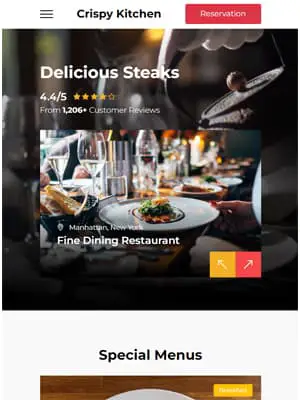 Crispy Kitchen
Reservation
Delicious Steaks
4.4/5
From 1,206+ Customer Reviews
Manhattan, New York
Fine Dining Restaurant
Special Menus
Breakfast